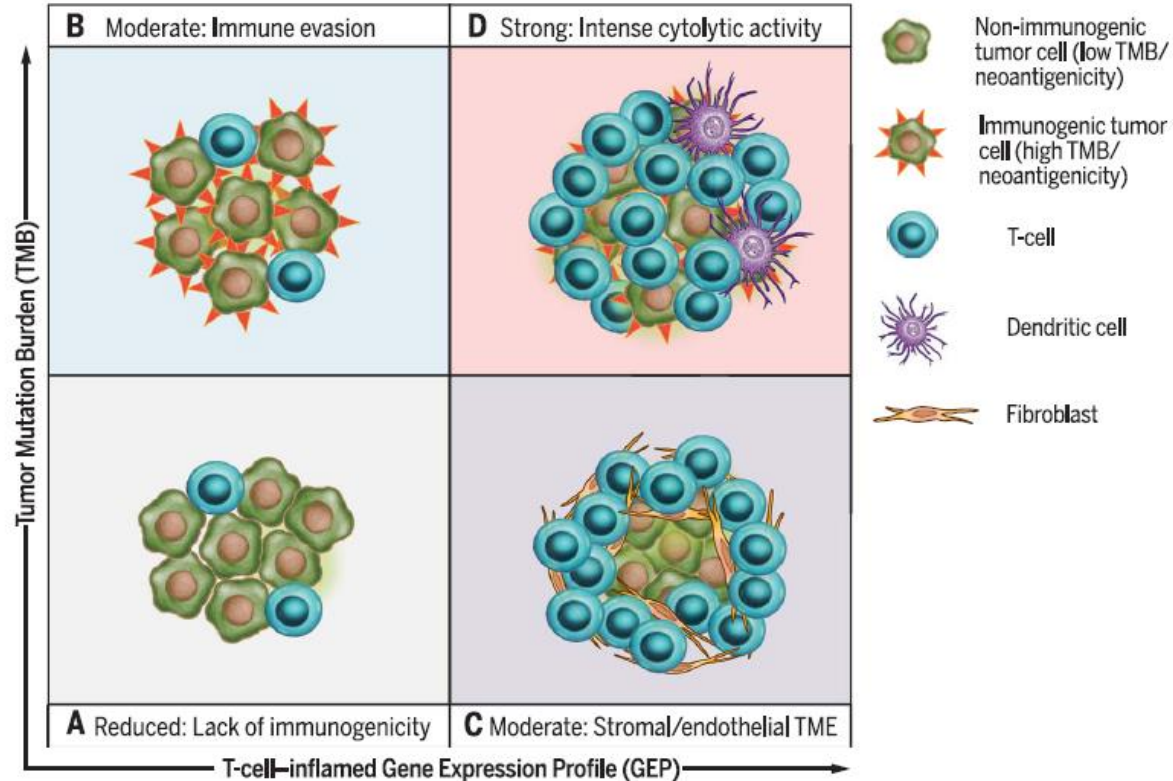 B Moderate: Immune evasion
D Strong: Intense cytolytic activity
Non-immunogenic
tumor cell (low TMB/
neoantigenicity)
Immunogenic tumor
cell (high TMB/
neoantigenicity)
T-cell
Dendritic cell
Fibroblast
Tumor Mutation Burden (TMB)
A Reduced: Lack of immunogenicity
C Moderate: Stromal/endothelial TME
T-cell–inflamed Gene Expression Profile (GEP)